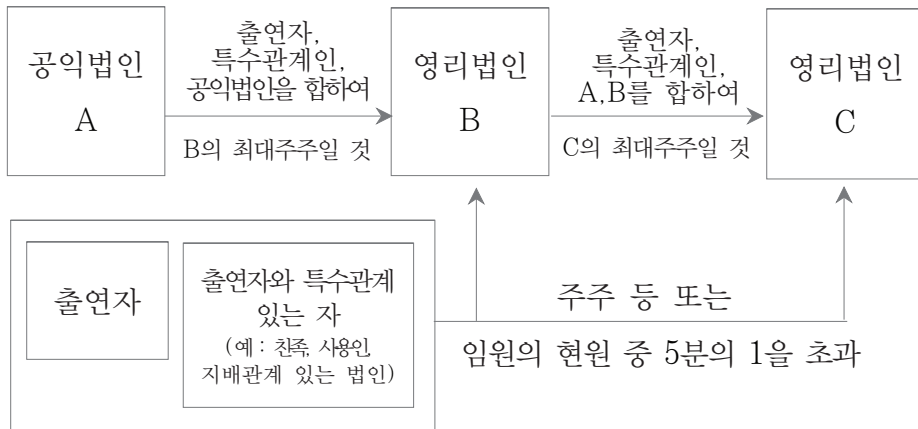 공익법인
A
출연자,
특수관계인,
공익법인을 합하여
B의 최대주주일 것
영리법인
B
출연자,
특수관계인,
A,B를 합하여
C의 최대주주일 것
영리법인
C
출연자
출연자와 특수관계
있는 자
(예 : 친족, 사용인,
지배관계 있는 법인)
주주 등 또는
임원의 현원 중 5분의 1을 초과